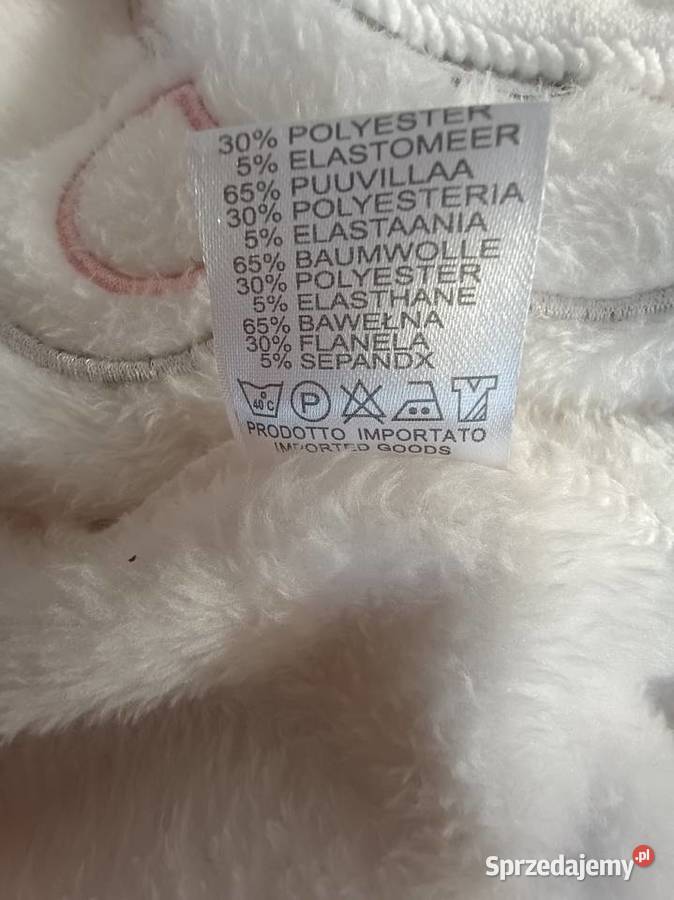 30% POLYESTER
5% ELASTOMEER
65% PUUVILLAA
30% POLYESTERIA
5% ELASTAANIA
65% BAUMWOLLE
30% POLYESTER
5% ELASTHANE
65% BAWEŁNA
30% FLANELA
5% SEPANDX
40°C P
PRODOTTO IMPORTATO
IMPORTED GOODS
Sprzedajemy.pl